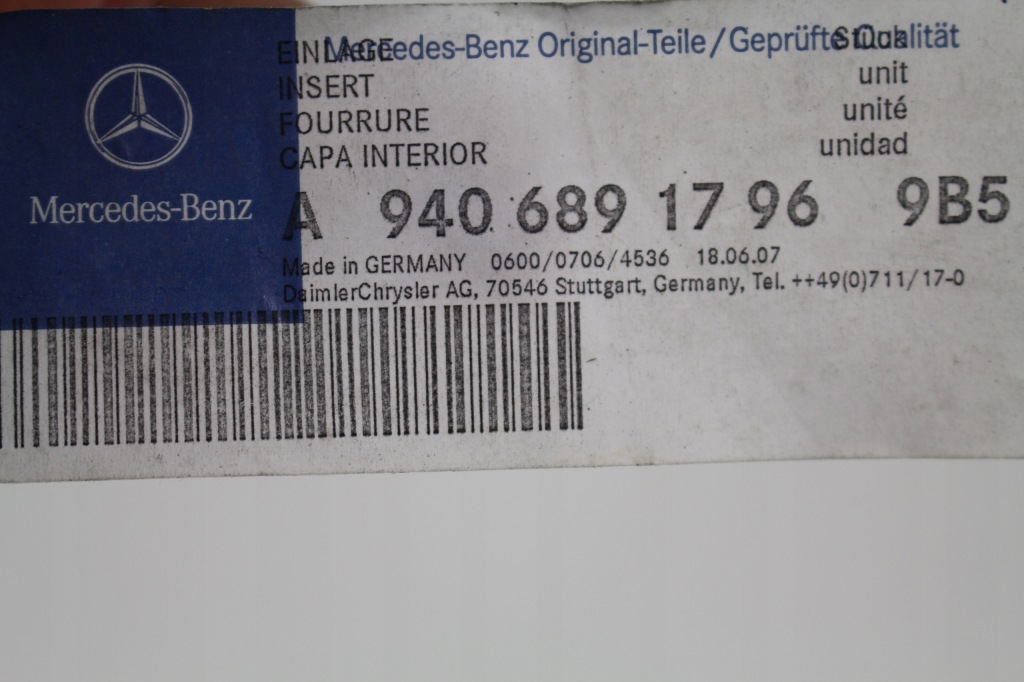 Mercedes-Benz Original-Teile/Geprüfte Qualität
EINLAGE Stück
INSERT unit
FOURRURE unité
CAPA INTERIOR unidad
Mercedes-Benz
A 940 689 17 96 9B5
Made in GERMANY 0600/0706/4536 18.06.07
DaimlerChrysler AG, 70546 Stuttgart, Germany, Tel. ++49(0)711/17-0